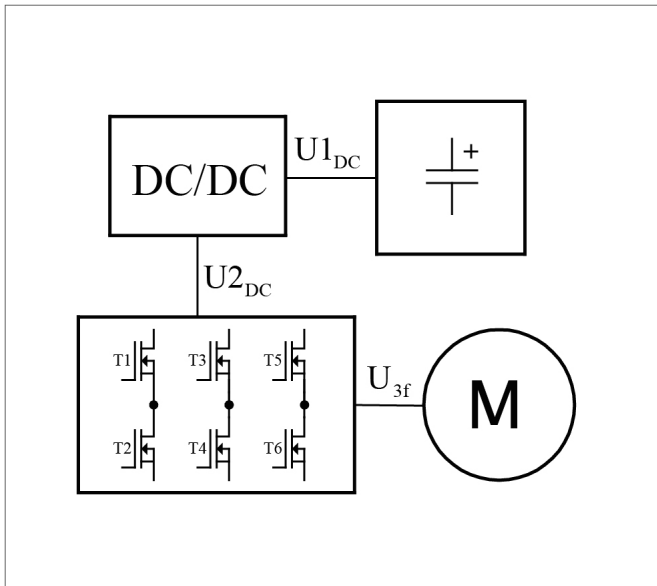 DC/DC
U1DC
+
U2DC
T1 T3 T5
T2 T4 T6
U3f
M